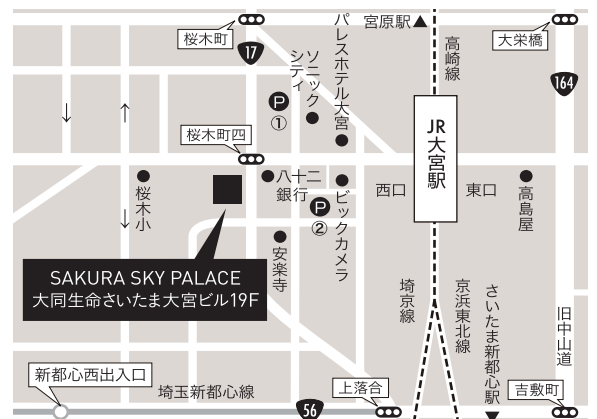 宮原駅▲
桜木町
大栄橋
17
高崎線
164
ソニック
シティ
パレスホテル大宮
P
①
JR大宮駅
桜木町四
八十二
銀行
西口
東口
桜木小
高島屋
P
②
ビックカメラ
安楽寺
SAKURA SKY PALACE
大同生命さいたま大宮ビル19F
埼京線
京浜東北線
さいたま新都心駅▼
旧中山道
新都心西出入口
埼玉新都心線
56
上落合
吉敷町